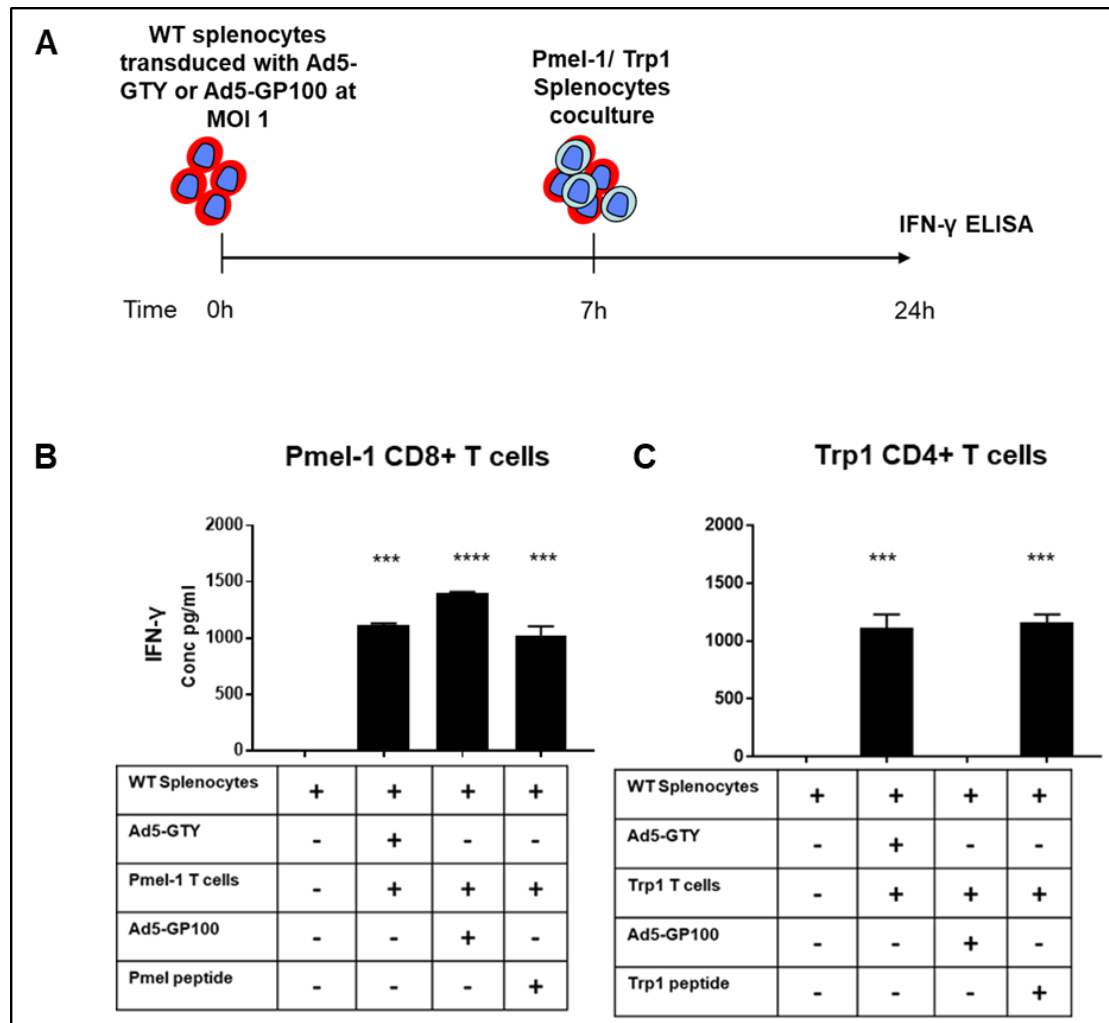 A
WT splenocytes
transduced with Ad5-
GTY or Ad5-GP100 at
MOI 1
Pmel-1/ Trp1
Splenocytes
coculture
IFN-γ ELISA
Time 0h 7h 24h
B
Pmel-1 CD8+ T cells
IFN-γ
Conc pg/ml
2000
1500
1000
500
0
*** **** ***
WT Splenocytes + + + +
Ad5-GTY - + - -
Pmel-1 T cells - + + +
Ad5-GP100 - - + -
Pmel peptide - - - +
C
Trp1 CD4+ T cells
2000
1500
1000
500
0
*** ***
WT Splenocytes + + + +
Ad5-GTY - + - -
Trp1 T cells - + + +
Ad5-GP100 - - + -
Trp1 peptide - - - +